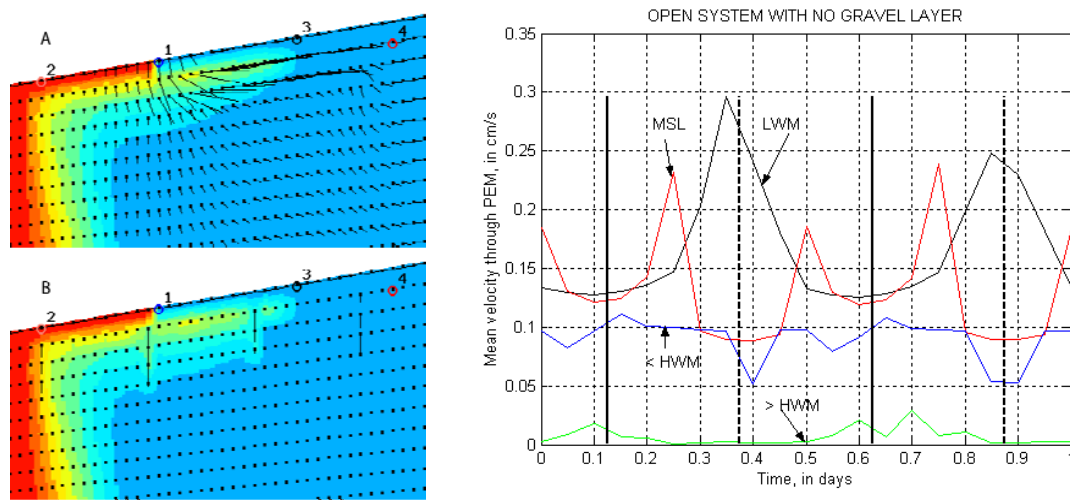 A
1
2
3
4
B
1
2
3
4
OPEN SYSTEM WITH NO GRAVEL LAYER
Mean velocity through PEM, in cm/s
0.35
0.3
0.25
0.2
0.15
0.1
0.05
0
MSL
LWM
< HWM
> HWM
0 0.1 0.2 0.3 0.4 0.5 0.6 0.7 0.8 0.9 1
Time, in days